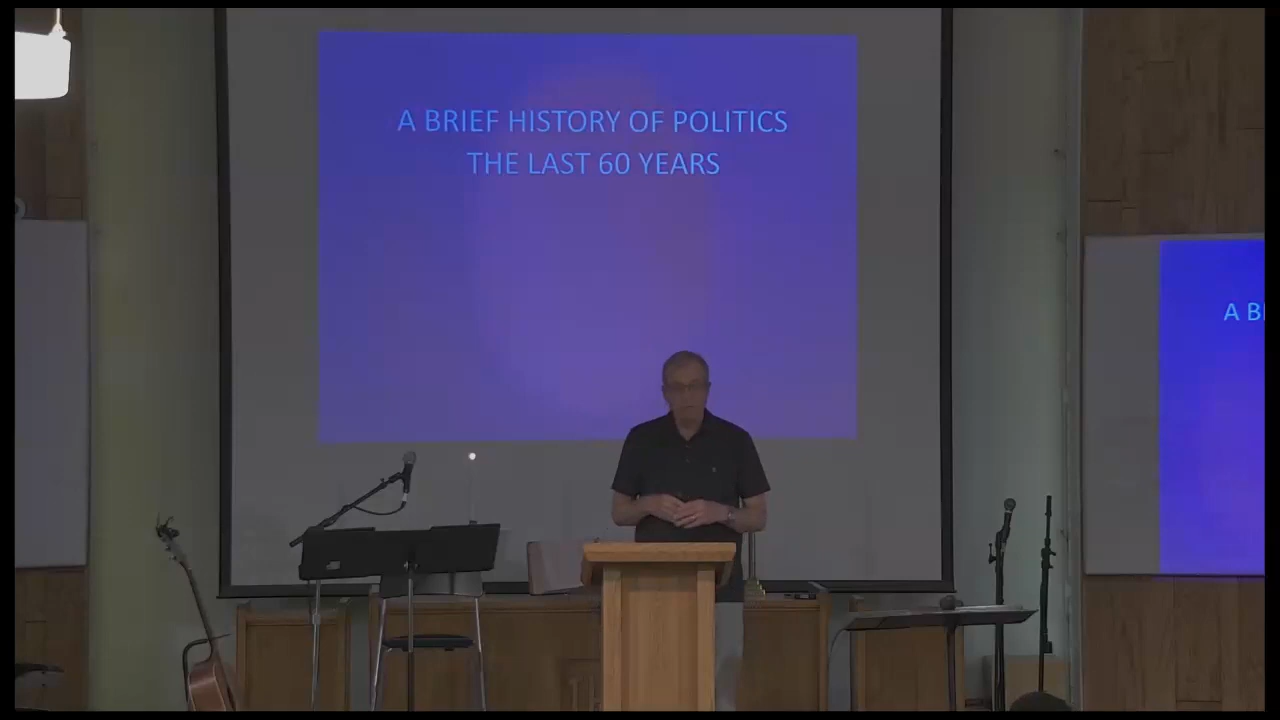 A BRIEF HISTORY OF POLITICS
THE LAST 60 YEARS
A B